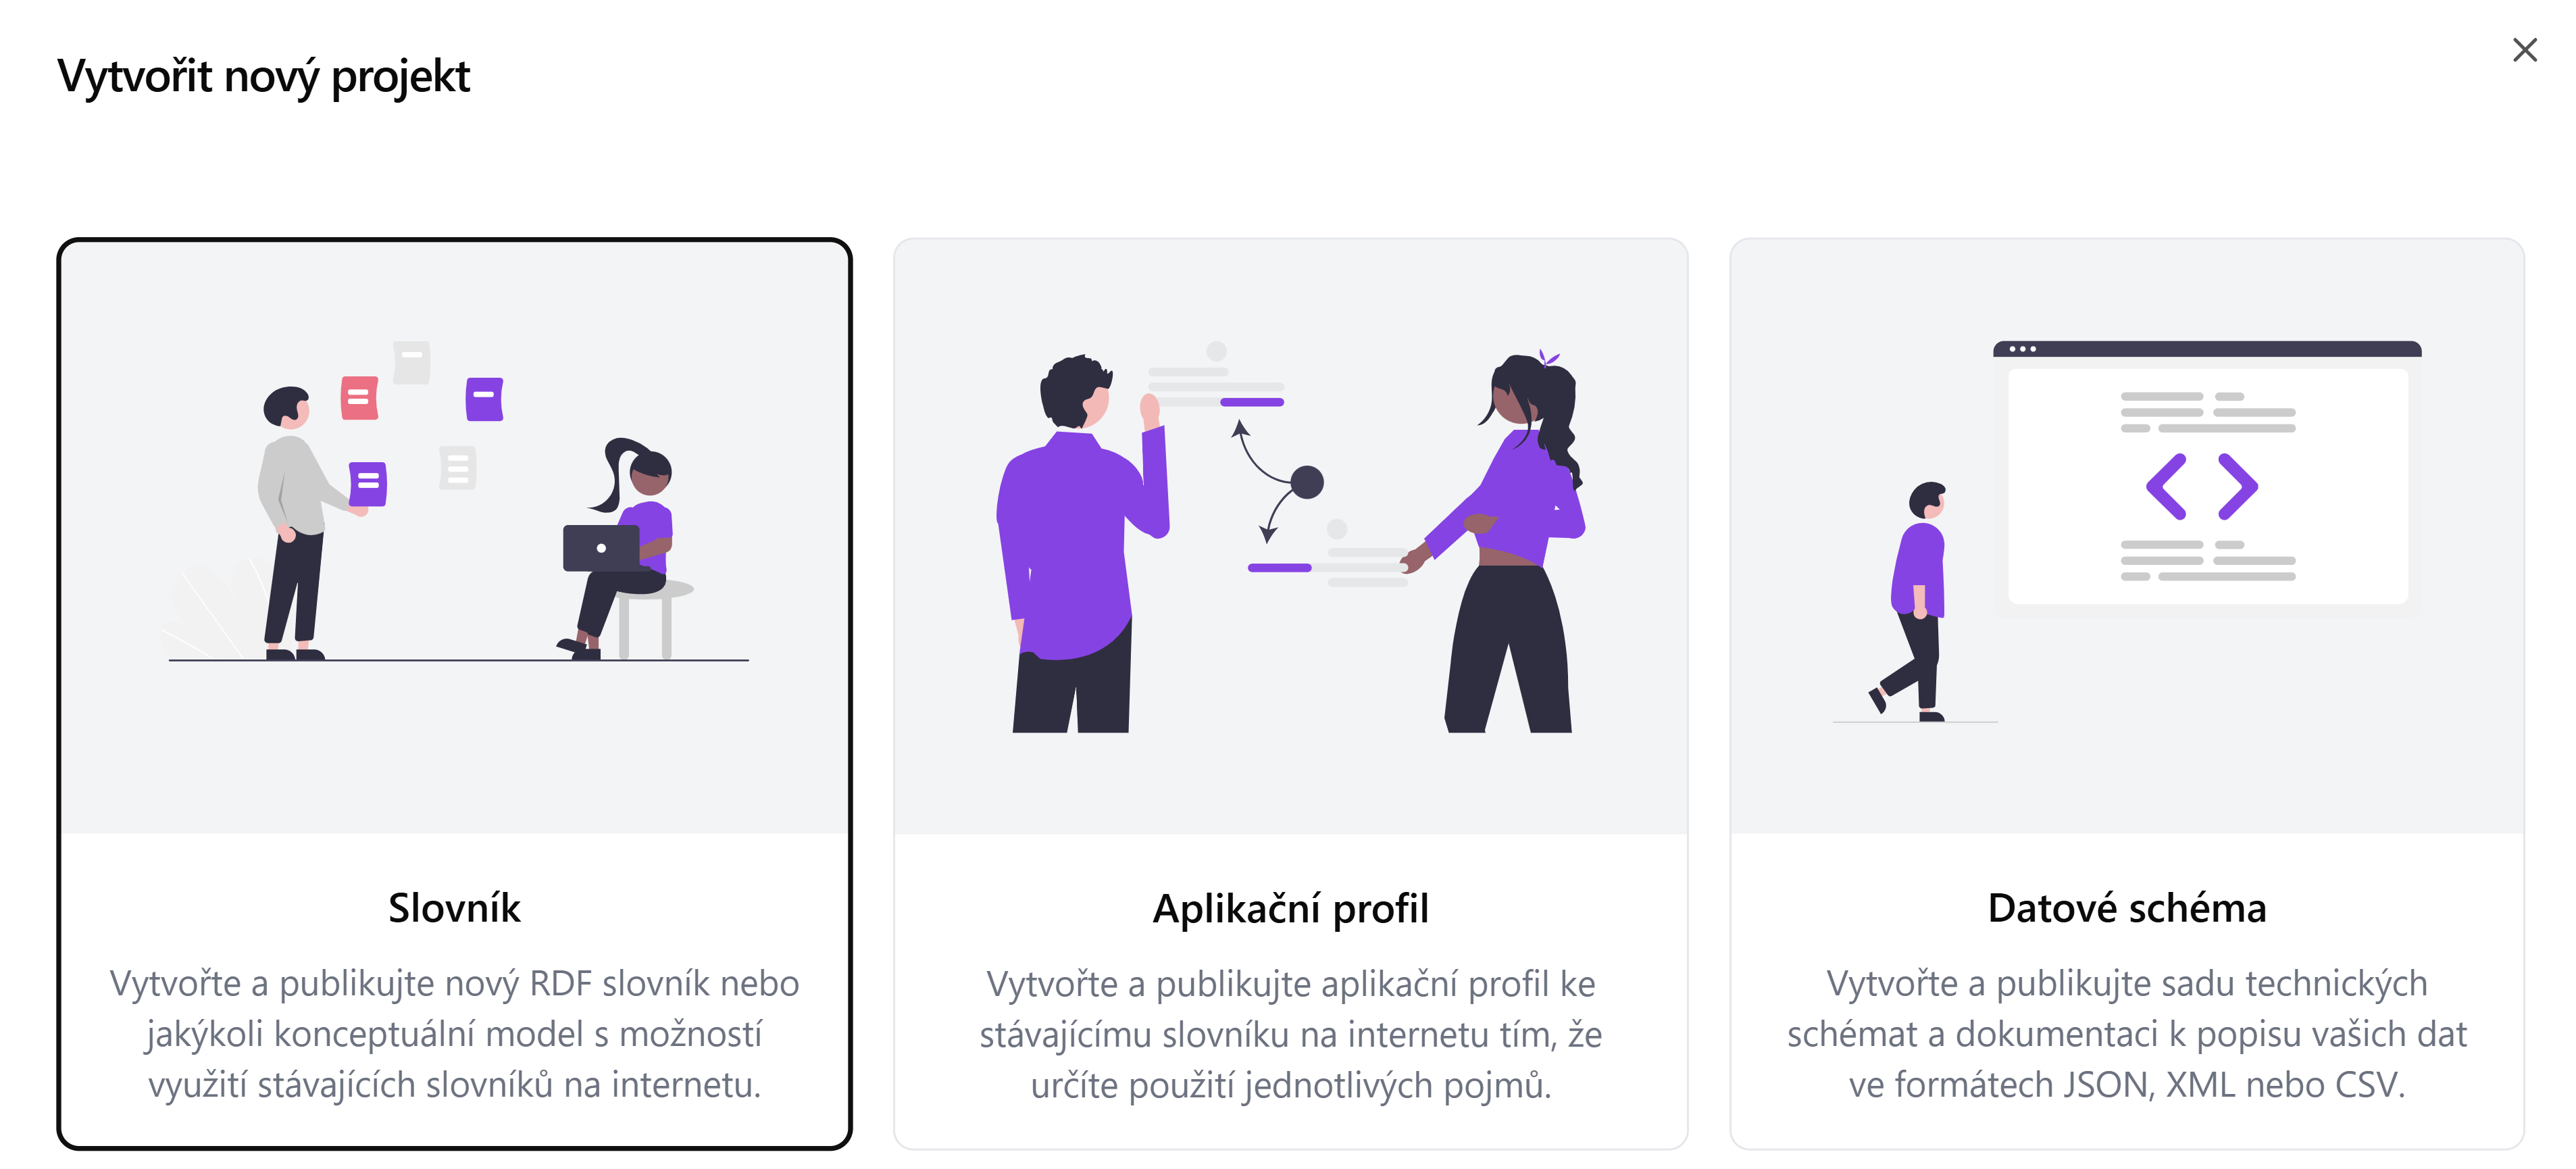 Vytvořit nový projekt
Slovník
Vytvořte a publikujte nový RDF slovník nebo
jakýkoli konceptuální model s možností
využití stávajících slovníků na internetu.
Aplikační profil
Vytvořte a publikujte aplikační profil ke
stávajícímu slovníku na internetu tím, že
určíte použití jednotlivých pojmů.
Datové schéma
Vytvořte a publikujte sadu technických
schémat a dokumentaci k popisu vašich dat
ve formátech JSON, XML nebo CSV.